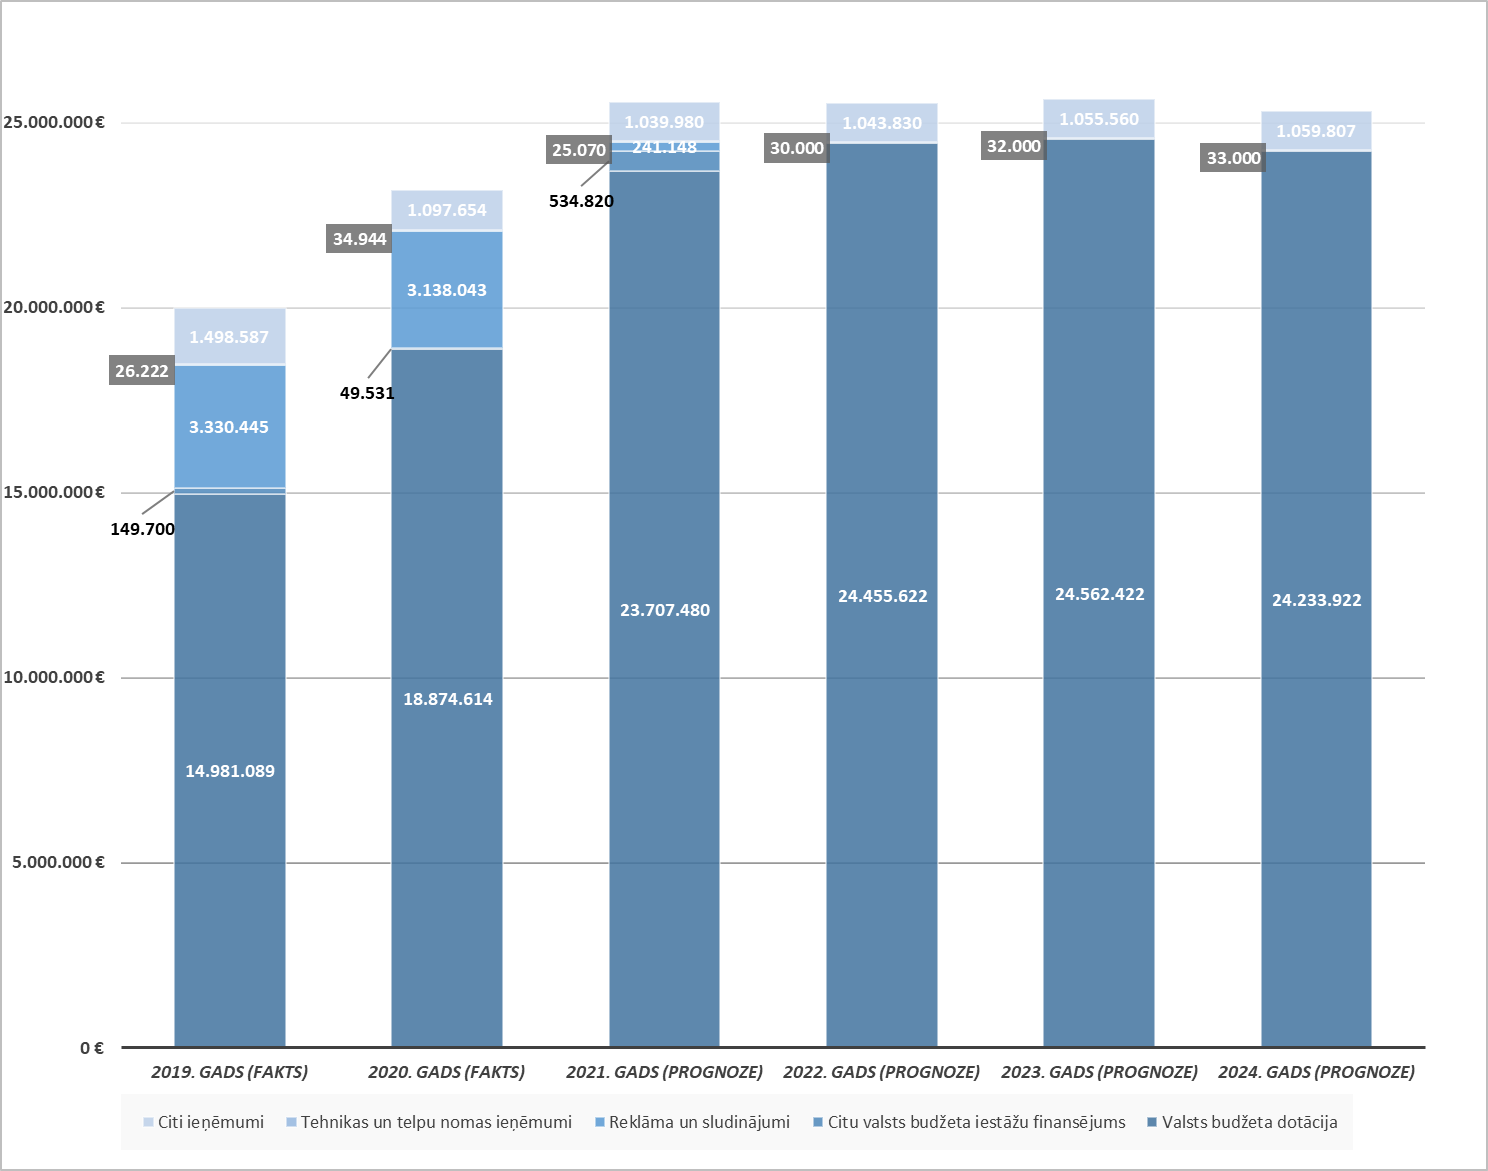 25.000.000 €
20.000.000 €
15.000.000 €
10.000.000 €
5.000.000 €
0 €
1.498.587
26.222
3.330.445
149.700
14.981.089
1.097.654
34.944
3.138.043
49.531
18.874.614
1.039.980
25.070
241.148
534.820
23.707.480
1.043.830
30.000
24.455.622
1.055.560
32.000
24.562.422
1.059.807
33.000
24.233.922
2019. GADS (FAKTS)
2020. GADS (FAKTS)
2021. GADS (PROGNOZE)
2022. GADS (PROGNOZE)
2023. GADS (PROGNOZE)
2024. GADS (PROGNOZE)
Citi ieņēmumi
Tehnikas un telpu nomas ieņēmumi
Reklāma un sludinājumi
Citu valsts budžeta iestāžu finansējums
Valsts budžeta dotācija